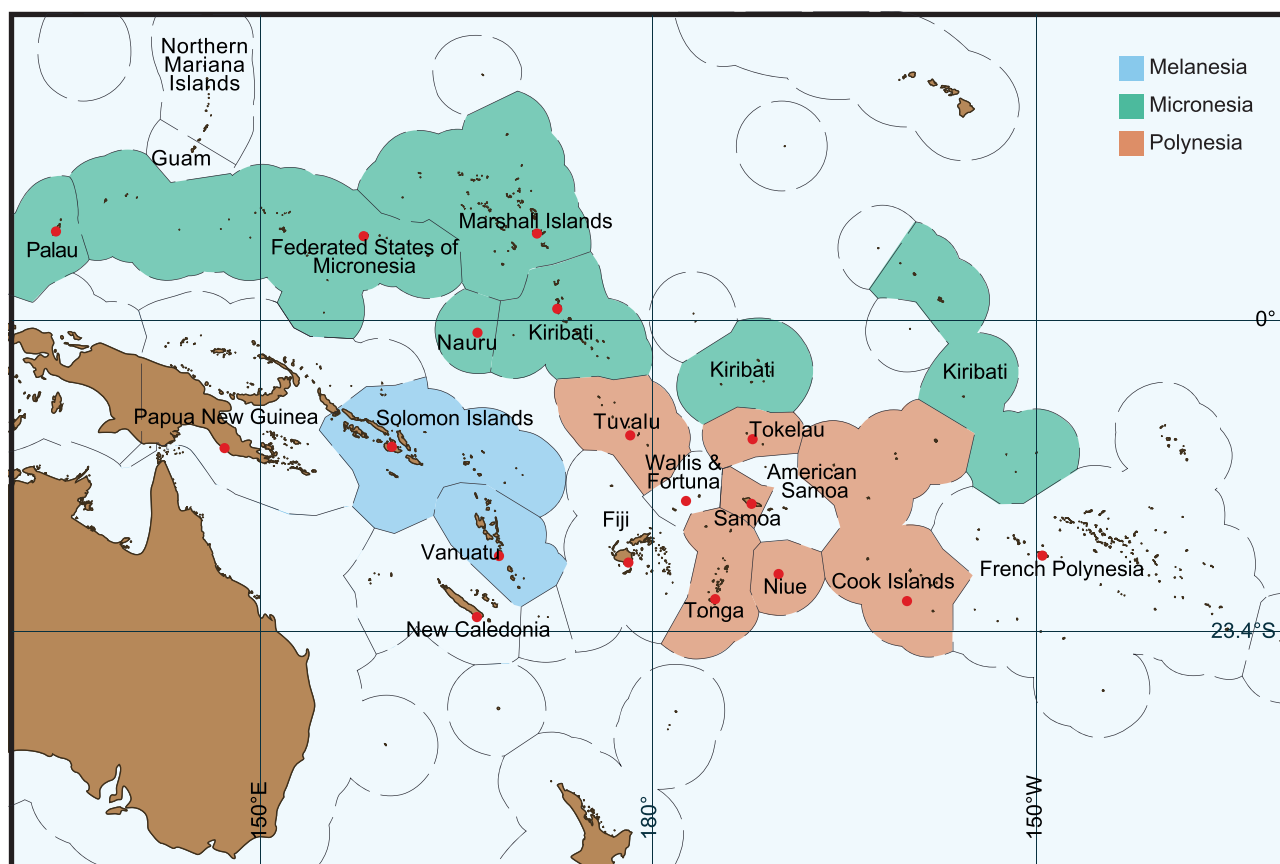 Northern
Mariana
Islands
Melanesia
Micronesia
Polynesia
Guam
Palau
Federated States of
Micronesia
Marshall Islands
Nauru
Kiribati
0°
Kiribati
Kiribati
Papua New Guinea
Solomon Islands
Tuvalu
Tokelau
Wallis &
Fortuna
American
Samoa
Samoa
Fiji
Vanuatu
French Polynesia
Niue
Cook Islands
Tonga
New Caledonia
23.4°S
150°E
180°
150°W